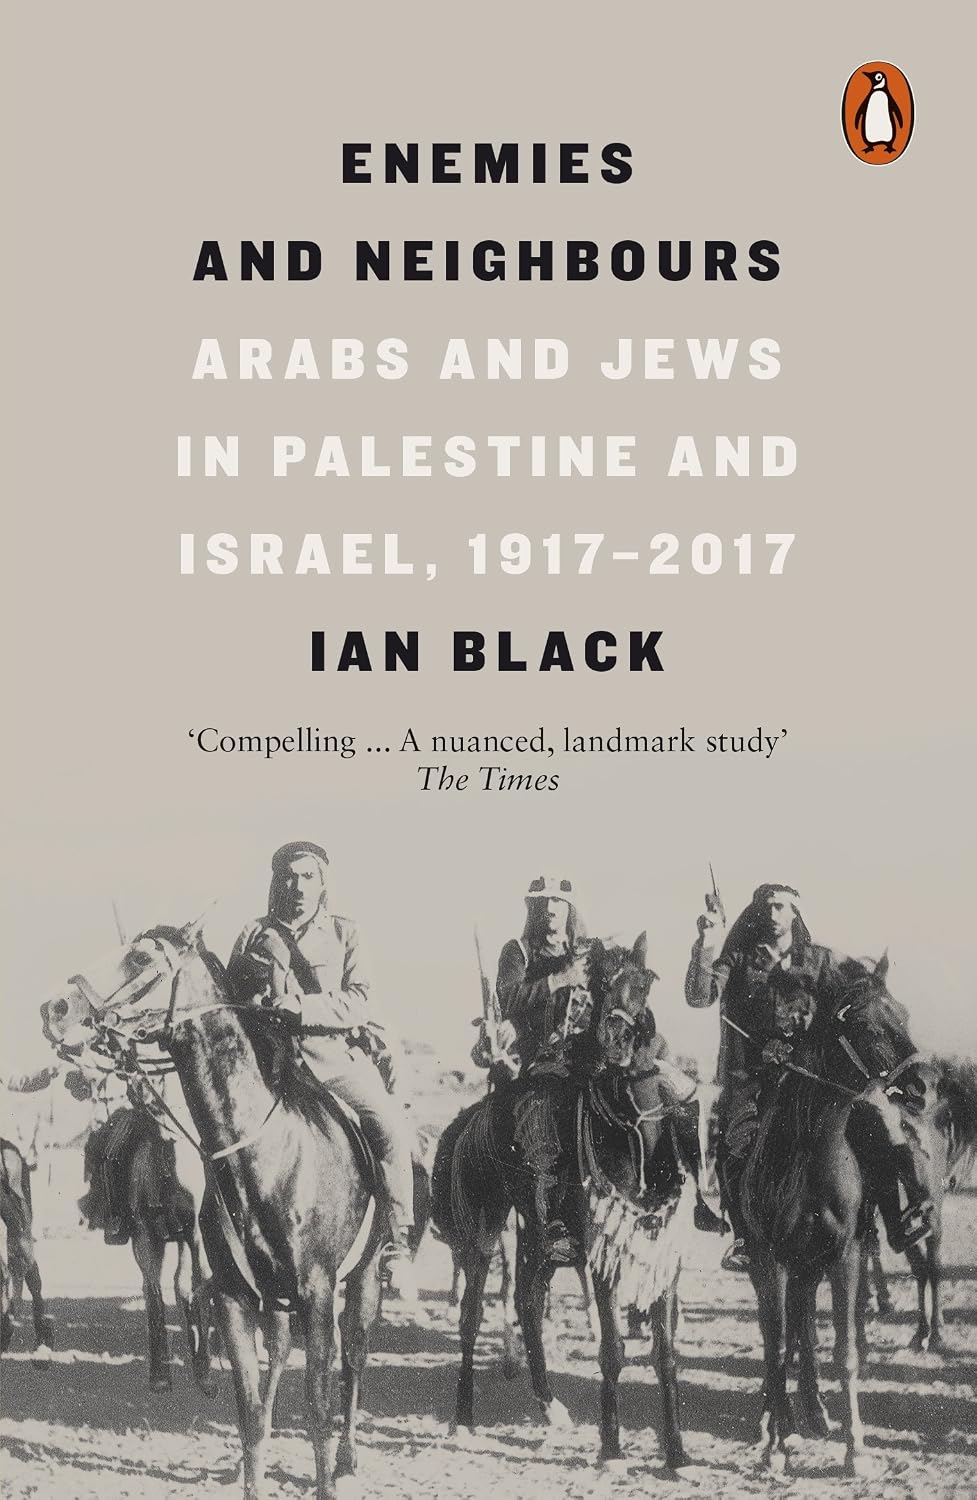 ENEMIES
AND NEIGHBOURS
ARABS AND JEWS
IN PALESTINE AND
ISRAEL, 1917–2017
IAN BLACK
‘Compelling ... A nuanced, landmark study’
The Times